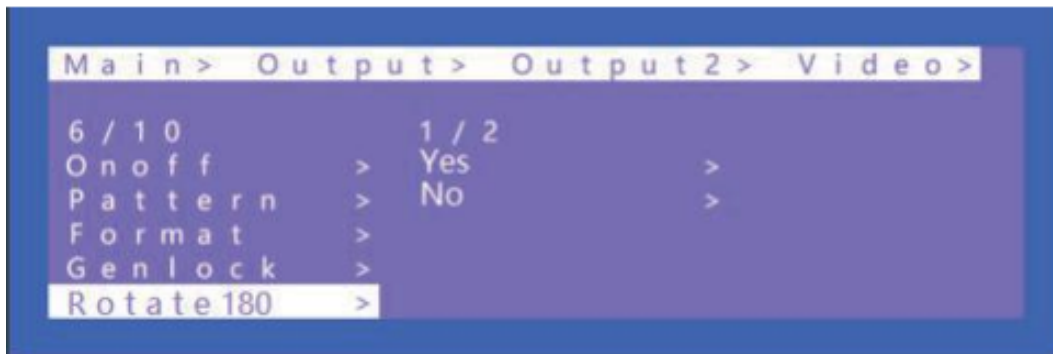 Main> Output> Output2> Video>
6/10 1/2
Onoff > Yes >
Pattern > No >
Format >
Genlock >
Rotate180 >